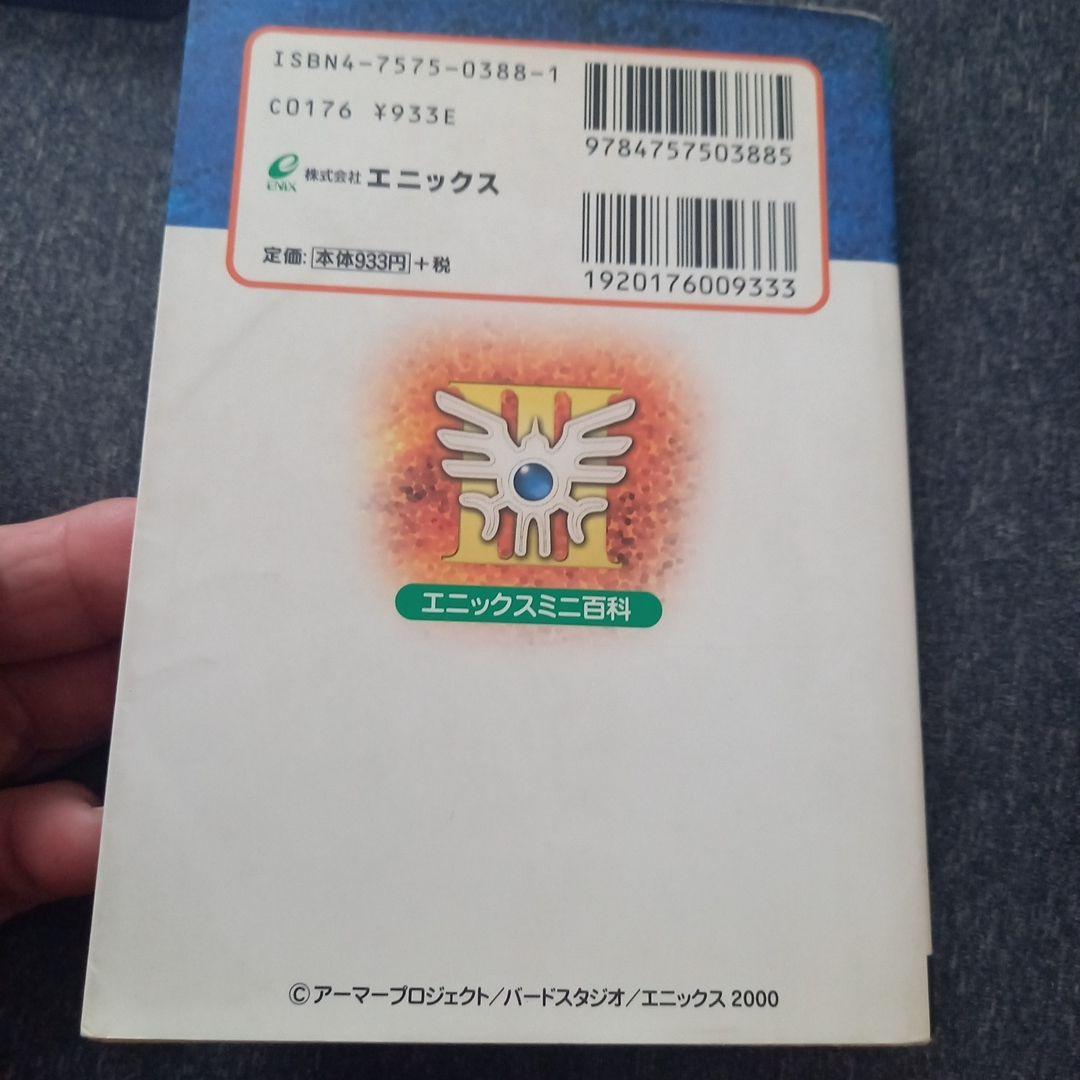 ISBN4-7575-0388-1
C0176 ¥933E
9784757503885
ENIX 株式会社 エニックス
定価:本体933円+税
1920176009333
III
エニックスミニ百科
©アーマープロジェクト/バードスタジオ/エニックス 2000